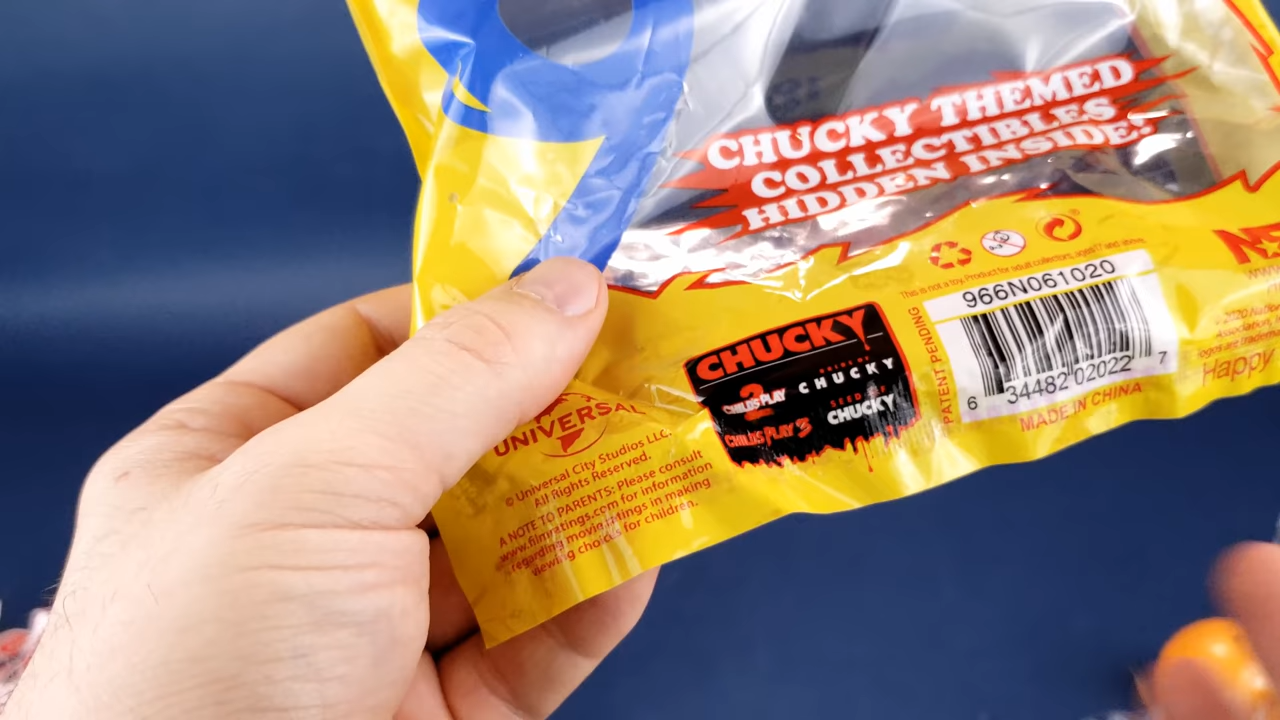 CHUCKY THEMED
COLLECTIBLES
HIDDEN INSIDE!
This is not a toy. Product for adult collectors, aged 17 and above.
966N061020
6 34482 02022 7
PATENT PENDING
MADE IN CHINA
CHUCKY
CHILD'S PLAY 2
CHUCKY
CHILD'S PLAY 3
SEED OF
CHUCKY
UNIVERSAL
© Universal City Studios LLC.
All Rights Reserved.
A NOTE TO PARENTS: Please consult
www.filmratings.com for information
regarding movie ratings in making
viewing choices for children.
© 2020
Association,
Happy